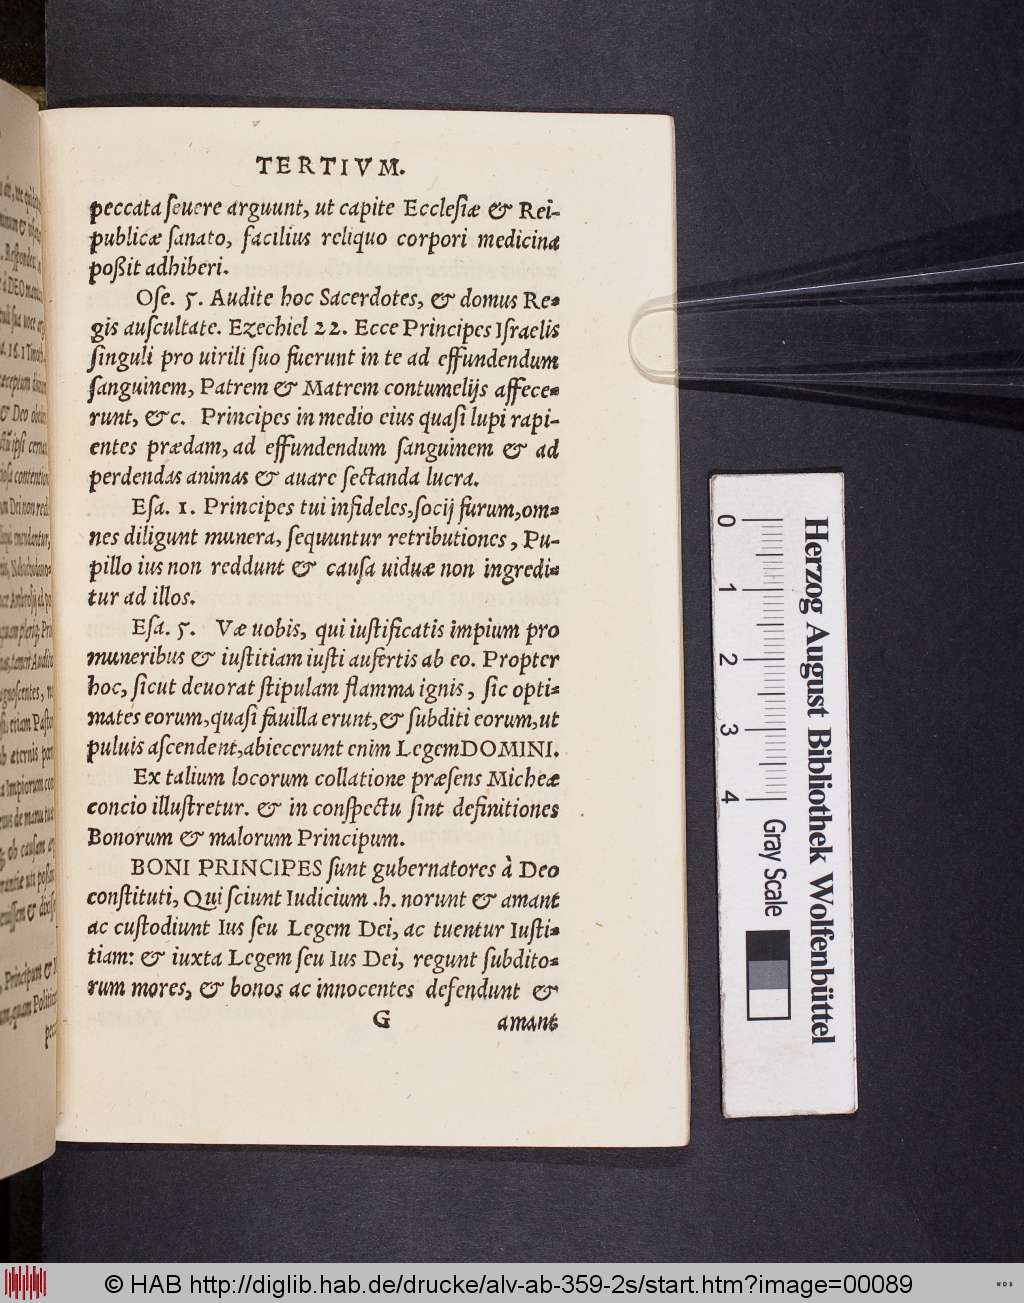 TERTIVM.
peccata ſeuere arguunt, ut capite Eccleſiæ & Rei-
publicæ ſanato, facilius reliquo corpori medicina
poßit adhiberi.
Oſe. 5. Audite hoc Sacerdotes, & domus Re-
gis auſcultate. Ezechiel 22. Ecce Principes Iſraelis
ſinguli pro uirili ſuo fuerunt in te ad effundendum
ſanguinem, Patrem & Matrem contumelijs affece-
runt, &c. Principes in medio eius quaſi lupi rapi-
entes prædam, ad effundendum ſanguinem & ad
perdendas animas & auare ſectanda lucra.
Eſa. 1. Principes tui infideles, ſocij furum, om-
nes diligunt munera, ſequuntur retributiones, Pu-
pillo ius non reddunt & cauſa uiduæ non ingredi-
tur ad illos.
Eſa. 5. Væ uobis, qui iuſtificatis impium pro
muneribus & iuſtitiam iuſti aufertis ab eo. Propter
hoc, ſicut deuorat ſtipulam flamma ignis, ſic opti-
mates eorum, quaſi fauilla erunt, & ſubditi eorum, ut
puluis aſcendent, abiecerunt enim Legem DOMINI.
Ex talium locorum collatione præſens Micheæ
concio illuſtretur. & in conſpectu ſint definitiones
Bonorum & malorum Principum.
BONI PRINCIPES ſunt gubernatores à Deo
conſtituti, Qui ſciunt Iudicium .h. norunt & amant
ac cuſtodiunt Ius ſeu Legem Dei, ac tuentur Iuſti-
tiam: & iuxta Legem ſeu Ius Dei, regunt ſubdito-
rum mores, & bonos ac innocentes defendunt &
G amant
Herzog August Bibliothek Wolfenbüttel
0 1 2 3 4
Gray Scale
© HAB http://diglib.hab.de/drucke/alv-ab-359-2s/start.htm?image=00089